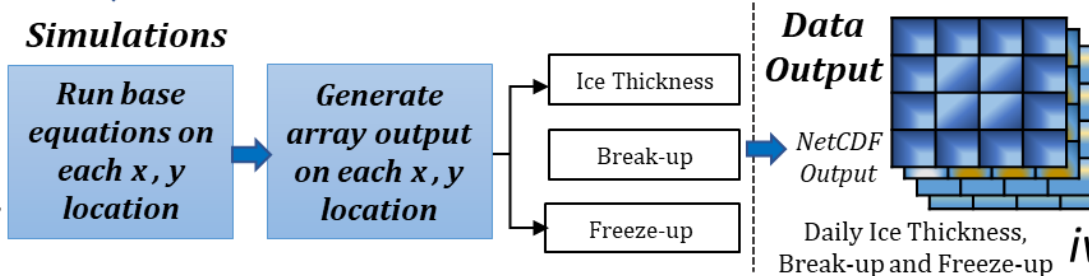 Simulations
Run base
equations on
each x , y
location
Generate
array output
on each x , y
location
Ice Thickness
Break-up
Freeze-up
Data
Output
NetCDF
Output
Daily Ice Thickness,
Break-up and Freeze-up